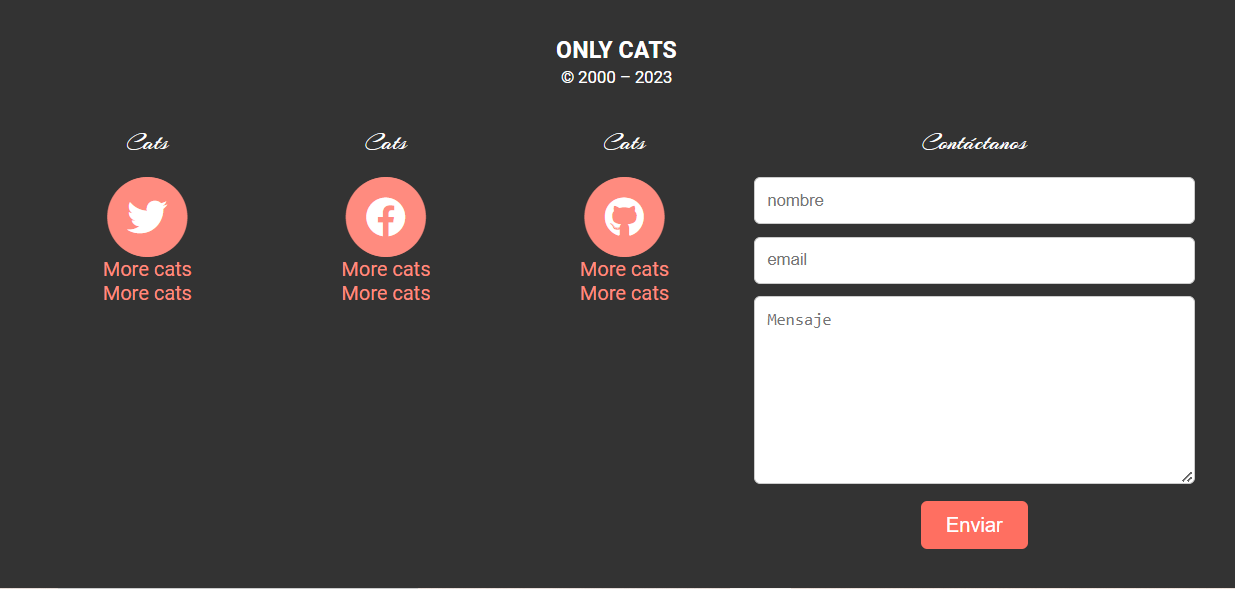 ONLY CATS
© 2000 – 2023
Cats
More cats
More cats
Cats
More cats
More cats
Cats
More cats
More cats
Contáctanos
nombre
email
Mensaje
Enviar